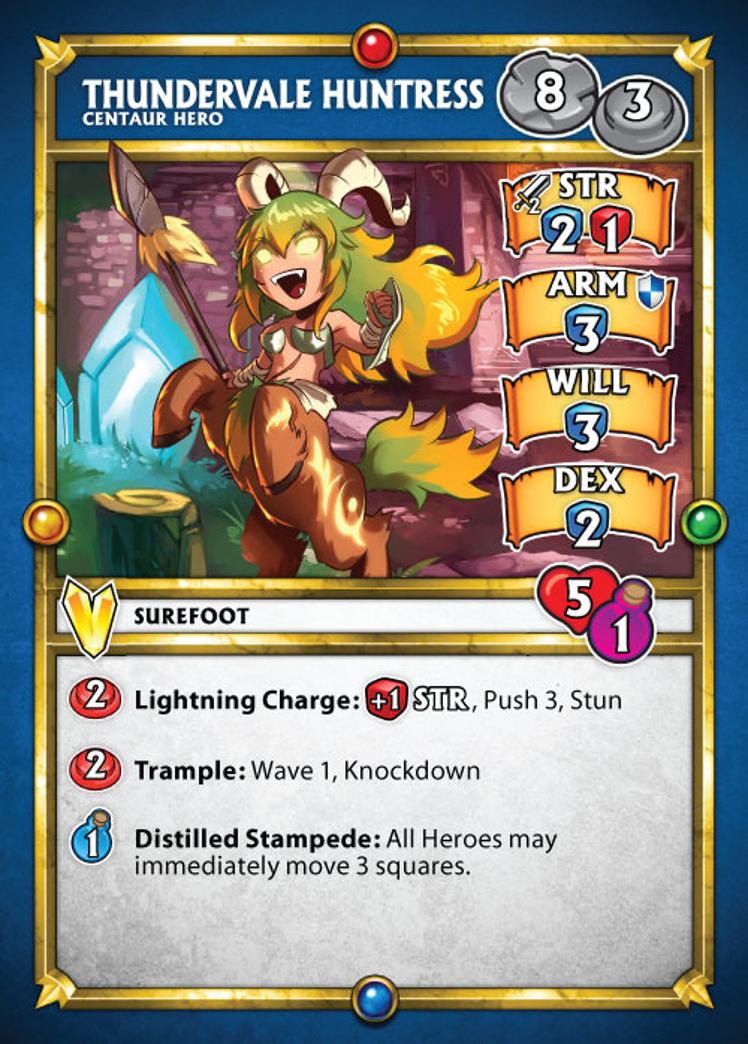 THUNDERVALE HUNTRESS
CENTAUR HERO
8
3
STR
2 1
ARM
3
WILL
3
DEX
2
SUREFOOT
5
1
2 Lightning Charge: +1 STR, Push 3, Stun
2 Trample: Wave 1, Knockdown
1 Distilled Stampede: All Heroes may
immediately move 3 squares.